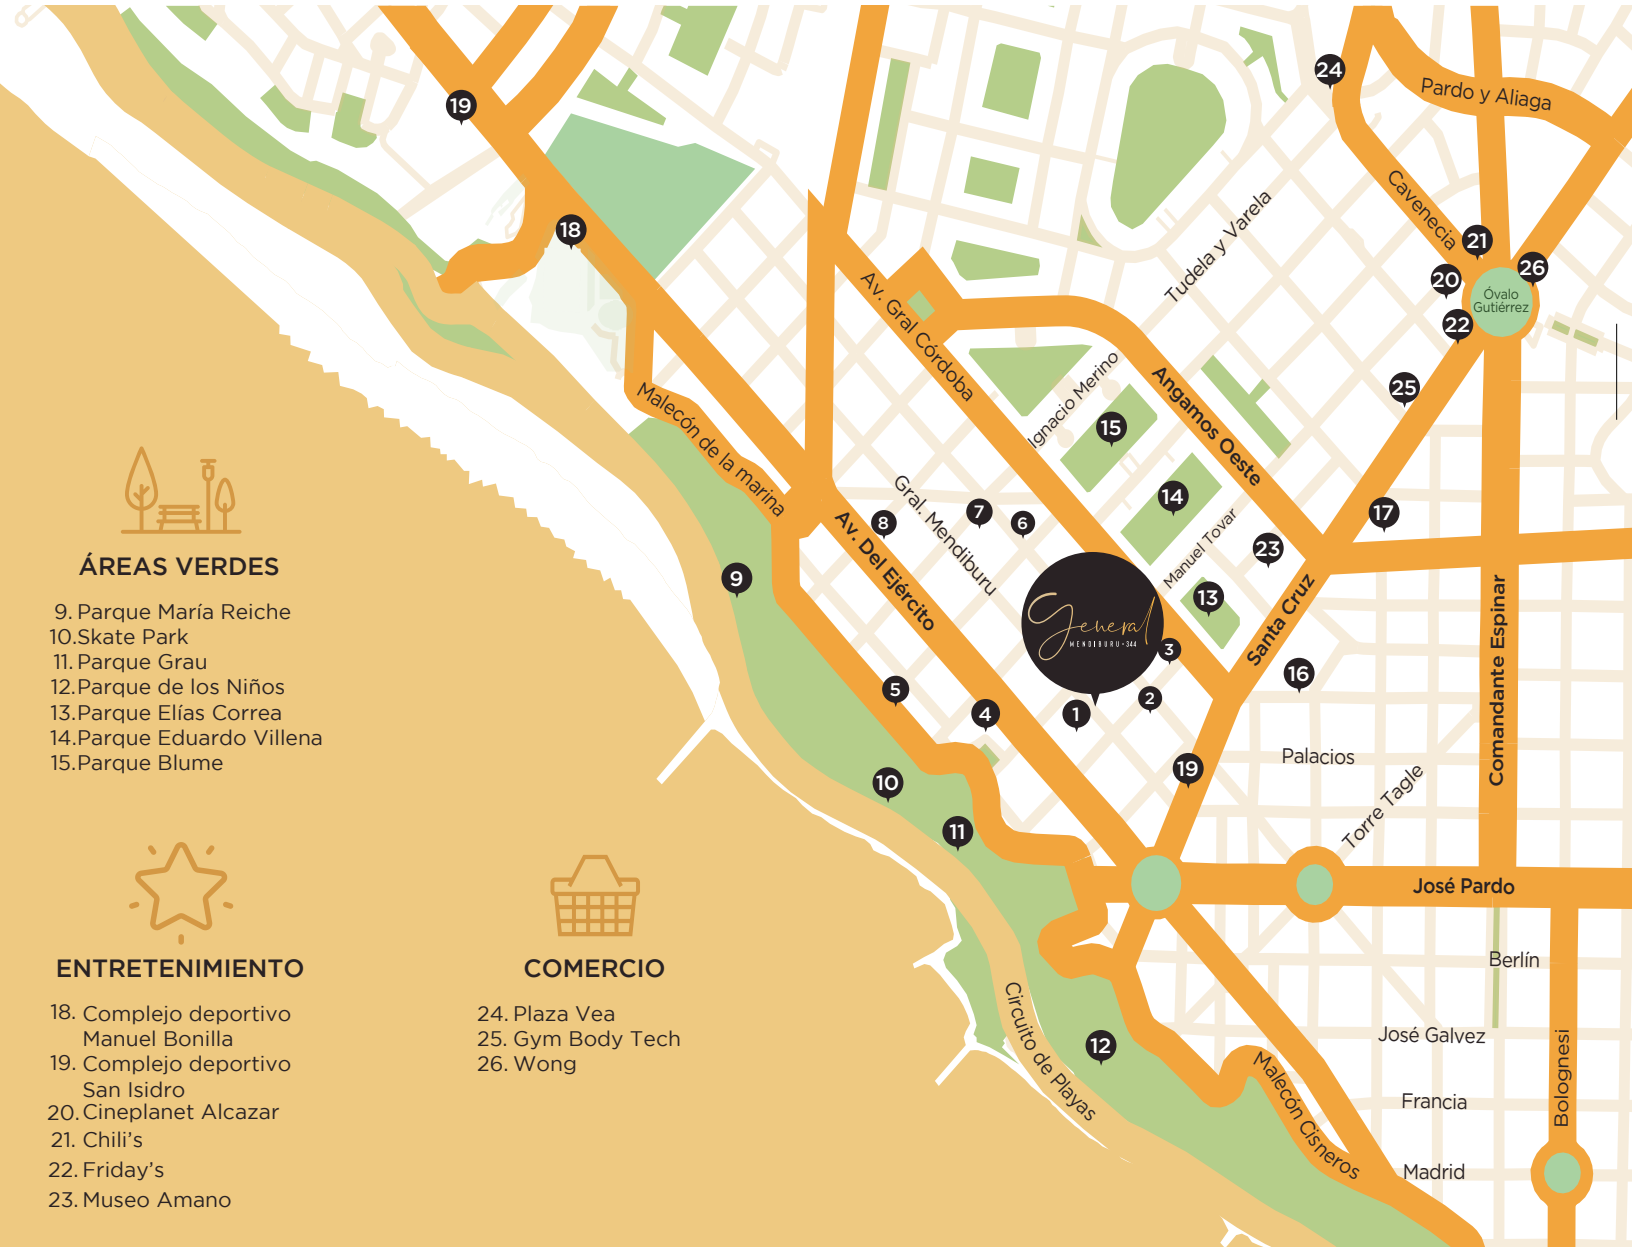 19
24
Pardo y Aliaga
18
Cavenecia
Tudela y Varela
21
20
26
Óvalo
Gutiérrez
22
Av. Gral Córdoba
Malecón de la marina
Ignacio Merino
Angamos Oeste
25
15
14
17
Gral. Mendiburu
8
7
6
Av. Del Ejército
Manuel Tovar
23
9
13
General
MENDIBURU·344
3
Santa Cruz
Comandante Espinar
16
5
4
1
2
19
Palacios
Torre Tagle
10
11
José Pardo
Berlín
Circuito de Playas
12
José Galvez
Malecón Cisneros
Francia
Bolognesi
Madrid
ÁREAS VERDES
9. Parque María Reiche
10.Skate Park
11. Parque Grau
12.Parque de los Niños
13.Parque Elías Correa
14.Parque Eduardo Villena
15.Parque Blume
ENTRETENIMIENTO
18. Complejo deportivo
Manuel Bonilla
19. Complejo deportivo
San Isidro
20. Cineplanet Alcazar
21. Chili's
22. Friday's
23. Museo Amano
COMERCIO
24. Plaza Vea
25. Gym Body Tech
26. Wong